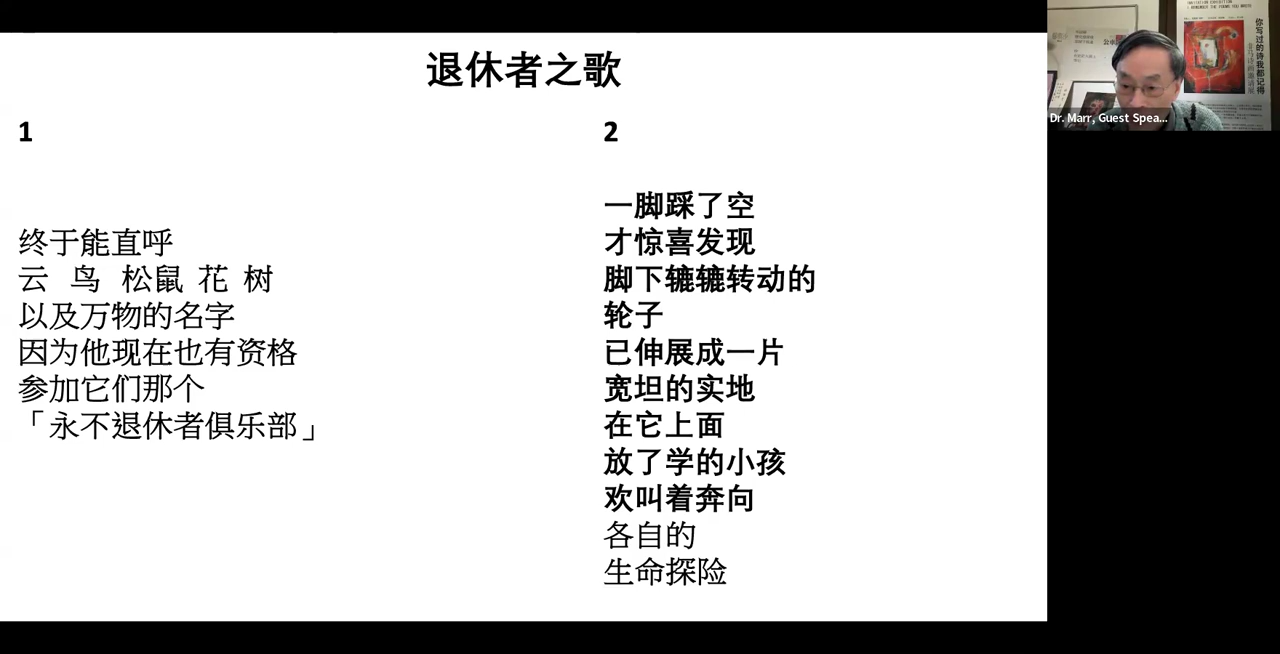 退休者之歌
1
终于能直呼
云 鸟 松鼠 花 树
以及万物的名字
因为他现在也有资格
参加它们那个
「永不退休者俱乐部」
2
一脚踩了空
才惊喜发现
脚下辘辘转动的
轮子
已伸展成一片
宽坦的实地
在它上面
放了学的小孩
欢叫着奔向
各自的
生命探险
你写过的诗我都记得
Dr. Marr, Guest Spea...